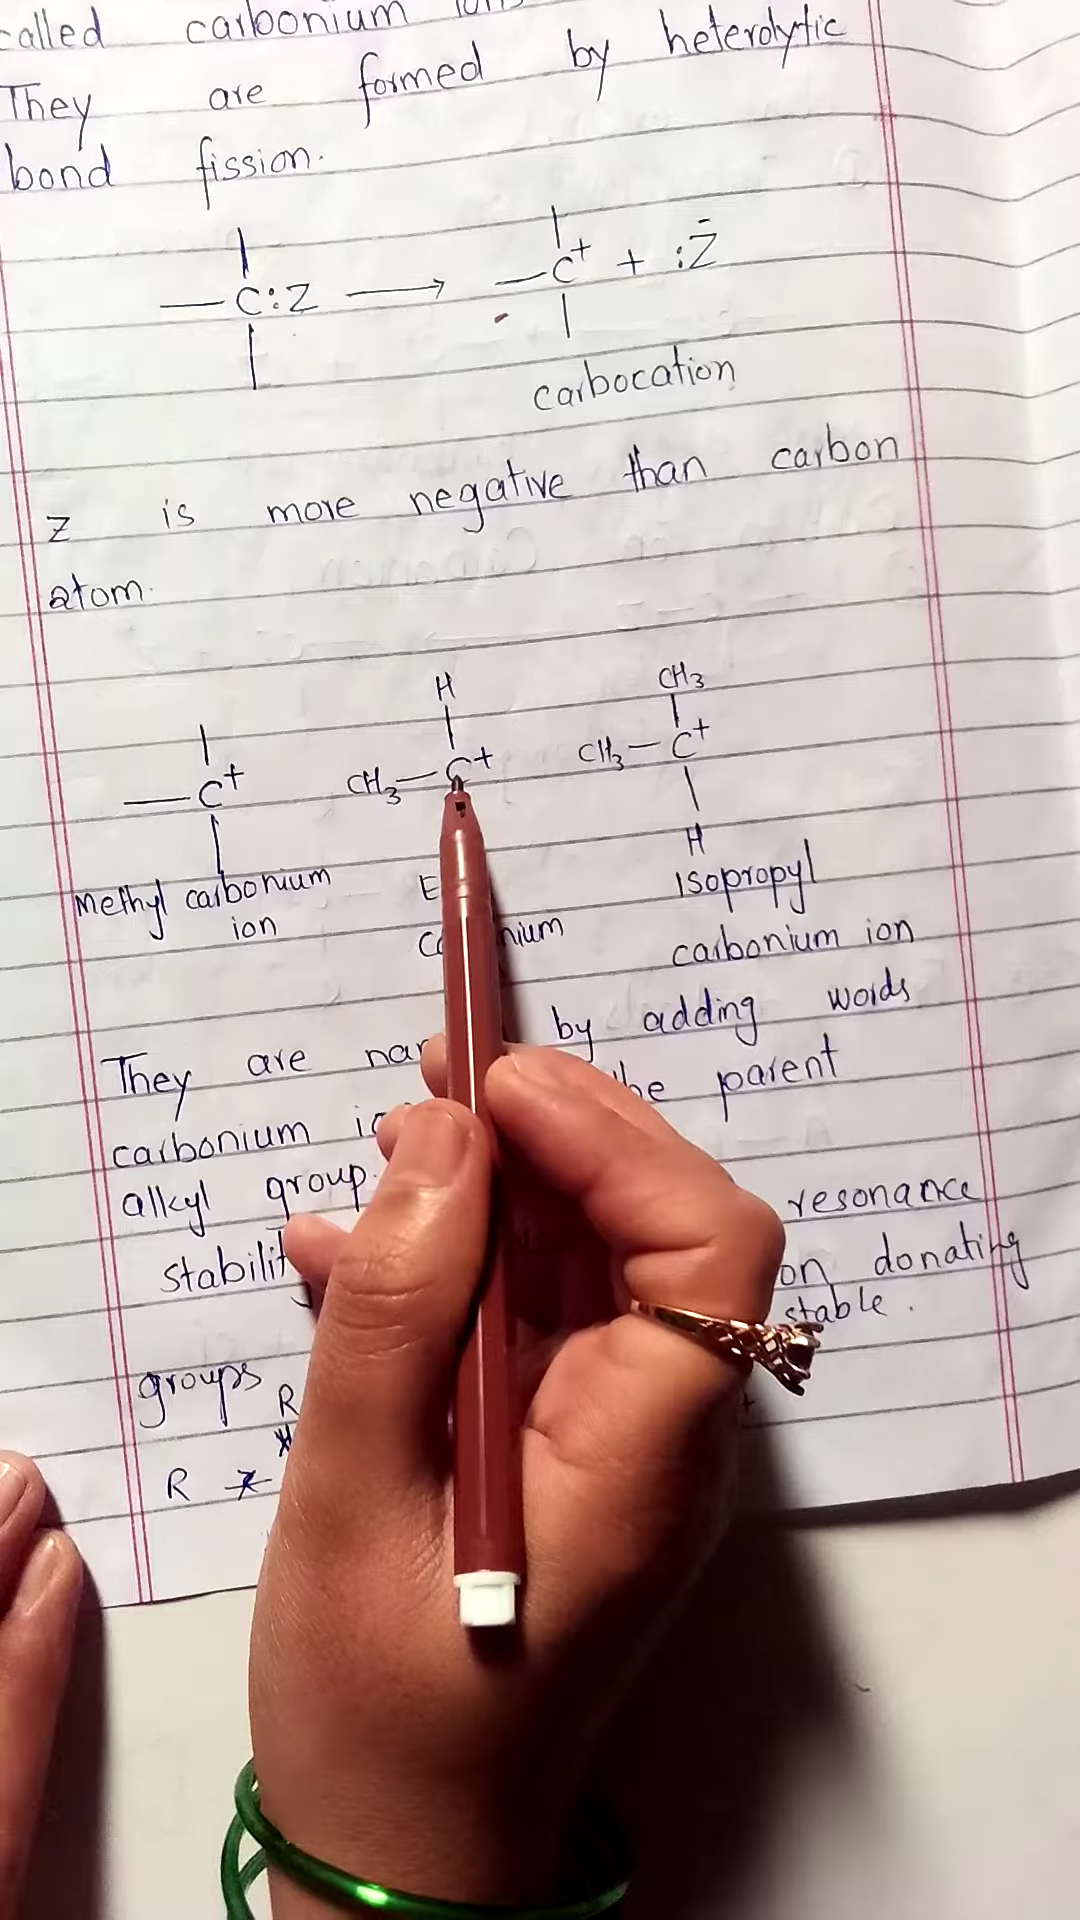 called carbonium
They are formed by heterolytic
bond fission.
C:Z → C+ + :Z̄
carbocation
Z is more negative than carbon
atom.
H CH3
C+ CH3 C+ CH3 C+
H
Methyl carbonium Isopropyl
ion carbonium ion
They are by adding words
carbonium the parent
alkyl group. resonance
donating
stable.
groups
R
R